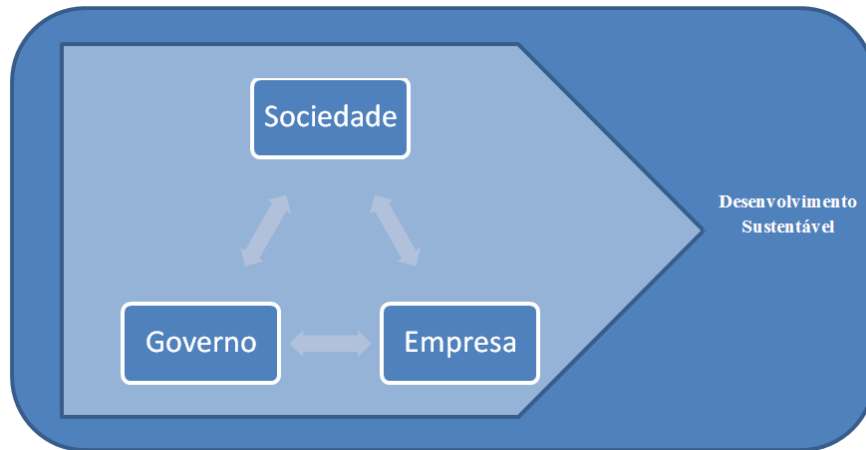 Sociedade
Desenvolvimento
Sustentável
Governo
Empresa